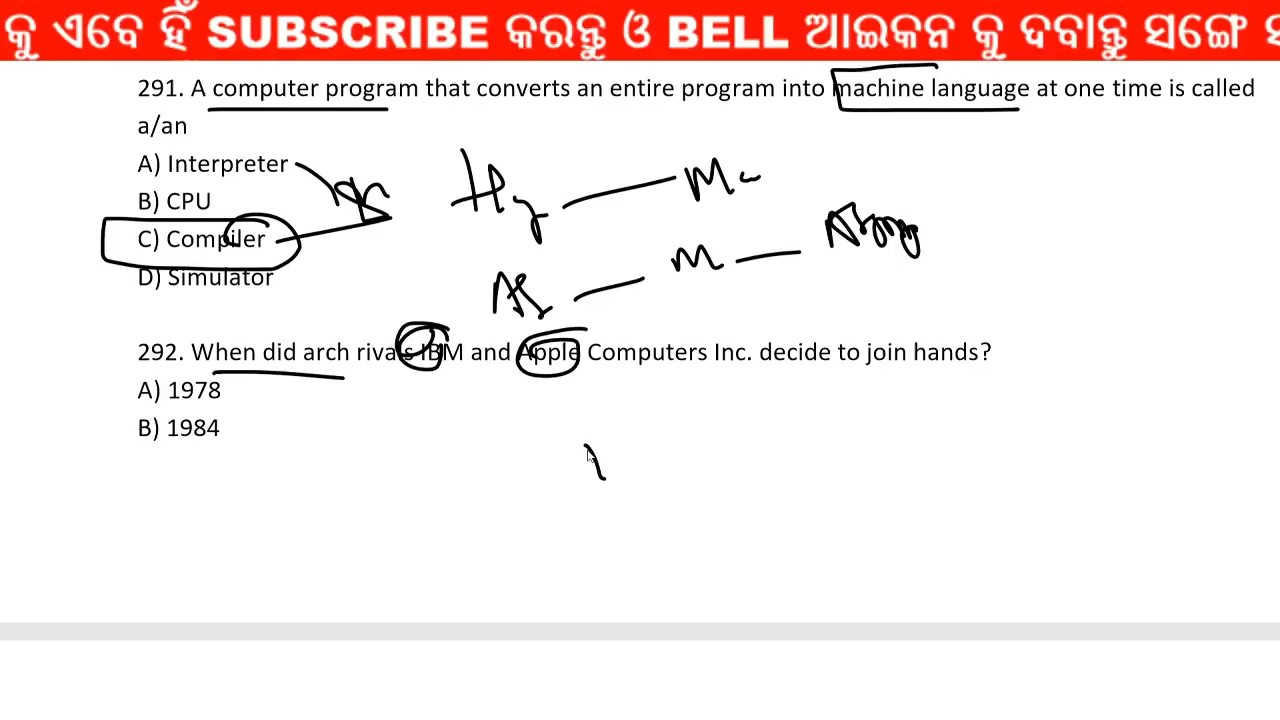 କୁ ଏବେ ହିଁ SUBSCRIBE କରନ୍ତୁ ଓ BELL ଆଇକନ କୁ ଦବାନ୍ତୁ ସଙ୍ଗେ
291. A computer program that converts an entire program into machine language at one time is called
a/an
A) Interpreter
B) CPU
C) Compiler
D) Simulator
292. When did arch rivals IBM and Apple Computers Inc. decide to join hands?
A) 1978
B) 1984